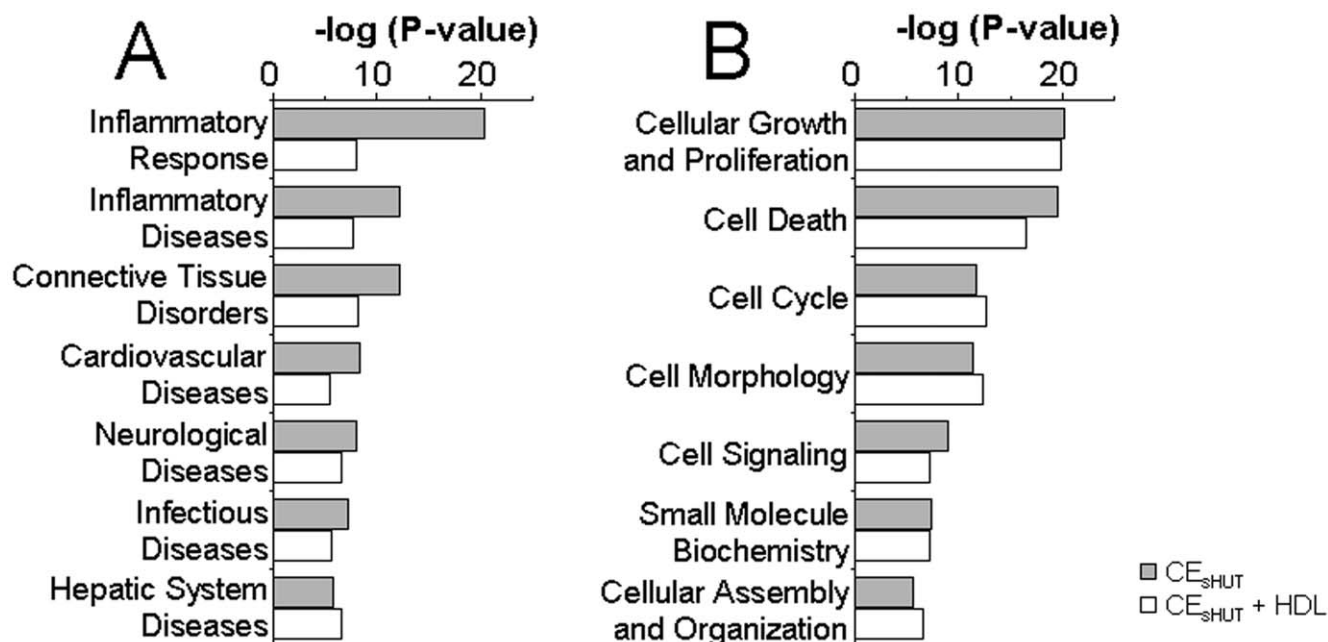 A
-log (P-value)
0 10 20
Inflammatory
Response
Inflammatory
Diseases
Connective Tissue
Disorders
Cardiovascular
Diseases
Neurological
Diseases
Infectious
Diseases
Hepatic System
Diseases
B
-log (P-value)
0 10 20
Cellular Growth
and Proliferation
Cell Death
Cell Cycle
Cell Morphology
Cell Signaling
Small Molecule
Biochemistry
Cellular Assembly
and Organization
CEsHUT
CEsHUT + HDL